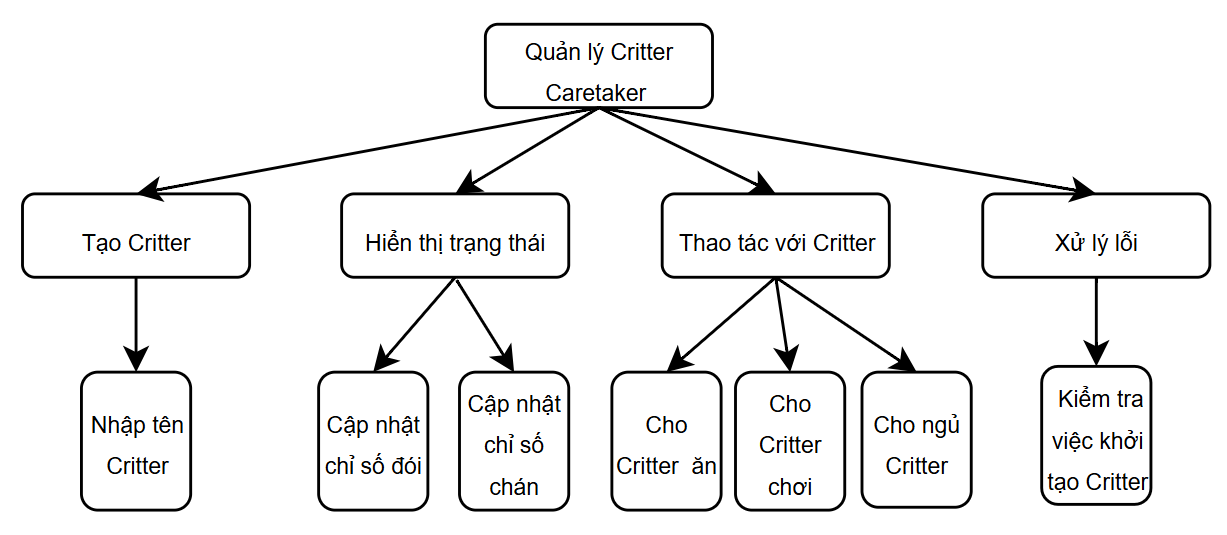 Quản lý Critter
Caretaker
Tạo Critter
Hiển thị trạng thái
Thao tác với Critter
Xử lý lỗi
Nhập tên
Critter
Cập nhật
chỉ số đói
Cập nhật
chỉ số
chán
Cho
Critter ăn
Cho
Critter
chơi
Cho ngủ
Critter
Kiểm tra
việc khởi
tạo Critter